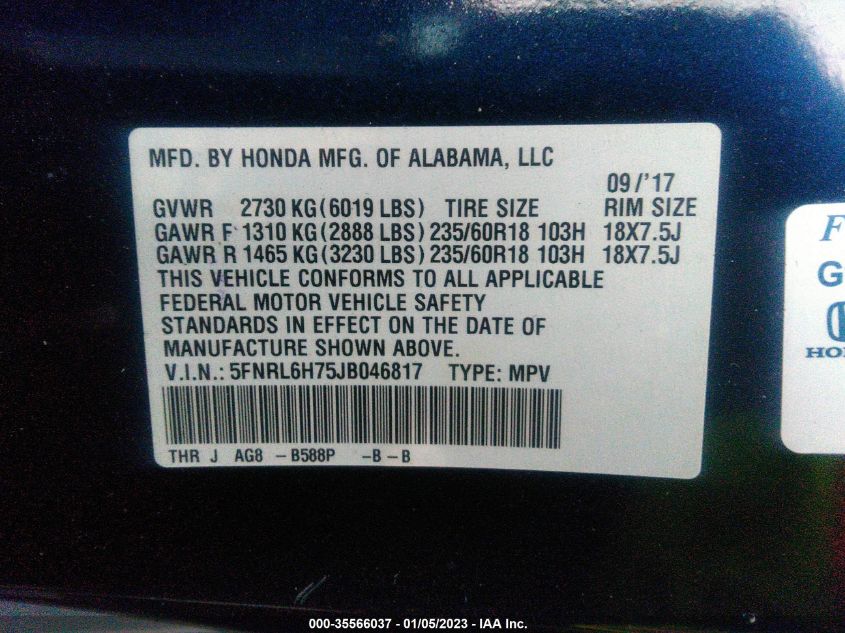 MFD. BY HONDA MFG. OF ALABAMA, LLC
09/'17
GVWR 2730 KG(6019 LBS) TIRE SIZE RIM SIZE
GAWR F 1310 KG(2888 LBS) 235/60R18 103H 18X7.5J
GAWR R 1465 KG(3230 LBS) 235/60R18 103H 18X7.5J
THIS VEHICLE CONFORMS TO ALL APPLICABLE
FEDERAL MOTOR VEHICLE SAFETY
STANDARDS IN EFFECT ON THE DATE OF
MANUFACTURE SHOWN ABOVE.
V.I.N.: 5FNRL6H75JB046817 TYPE: MPV
THR J AG8 -B588P -B-B
F
G
HON
000-35566037 - 01/05/2023 - IAA Inc.